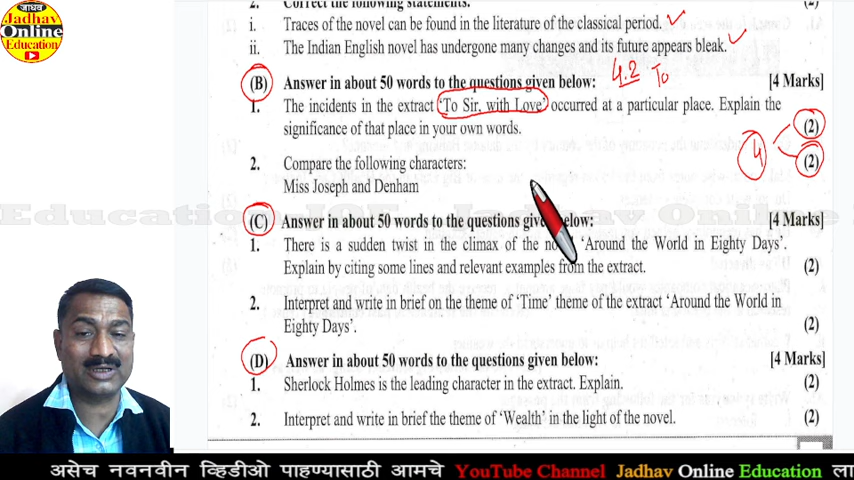 जाधव
Jadhav
Online
Education
2. Correct the following statements. (2)
i. Traces of the novel can be found in the literature of the classical period.
ii. The Indian English novel has undergone many changes and its future appears bleak.
4.2 To
(B) Answer in about 50 words to the questions given below: [4 Marks]
1. The incidents in the extract 'To Sir, with Love' occurred at a particular place. Explain the
significance of that place in your own words. (2)
4
2. Compare the following characters: (2)
Miss Joseph and Denham
(C) Answer in about 50 words to the questions given below: [4 Marks]
1. There is a sudden twist in the climax of the novel 'Around the World in Eighty Days'.
Explain by citing some lines and relevant examples from the extract. (2)
2. Interpret and write in brief on the theme of 'Time' theme of the extract 'Around the World in
Eighty Days'. (2)
(D) Answer in about 50 words to the questions given below: [4 Marks]
1. Sherlock Holmes is the leading character in the extract. Explain. (2)
2. Interpret and write in brief the theme of 'Wealth' in the light of the novel. (2)
असेच नवनवीन व्हिडीओ पाहण्यासाठी आमचे YouTube Channel Jadhav Online Education ला